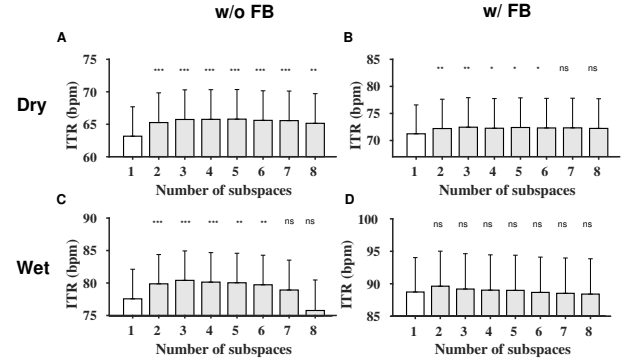 w/o FB
w/ FB
Dry
A
75
70
65
60
ITR (bpm)
*** *** *** *** *** *** **
1 2 3 4 5 6 7 8
Number of subspaces
B
85
80
75
70
ITR (bpm)
** ** * * * ns ns
1 2 3 4 5 6 7 8
Number of subspaces
Wet
C
90
85
80
75
ITR (bpm)
*** *** *** ** ** ns ns
1 2 3 4 5 6 7 8
Number of subspaces
D
100
95
90
85
ITR (bpm)
ns ns ns ns ns ns ns
1 2 3 4 5 6 7 8
Number of subspaces